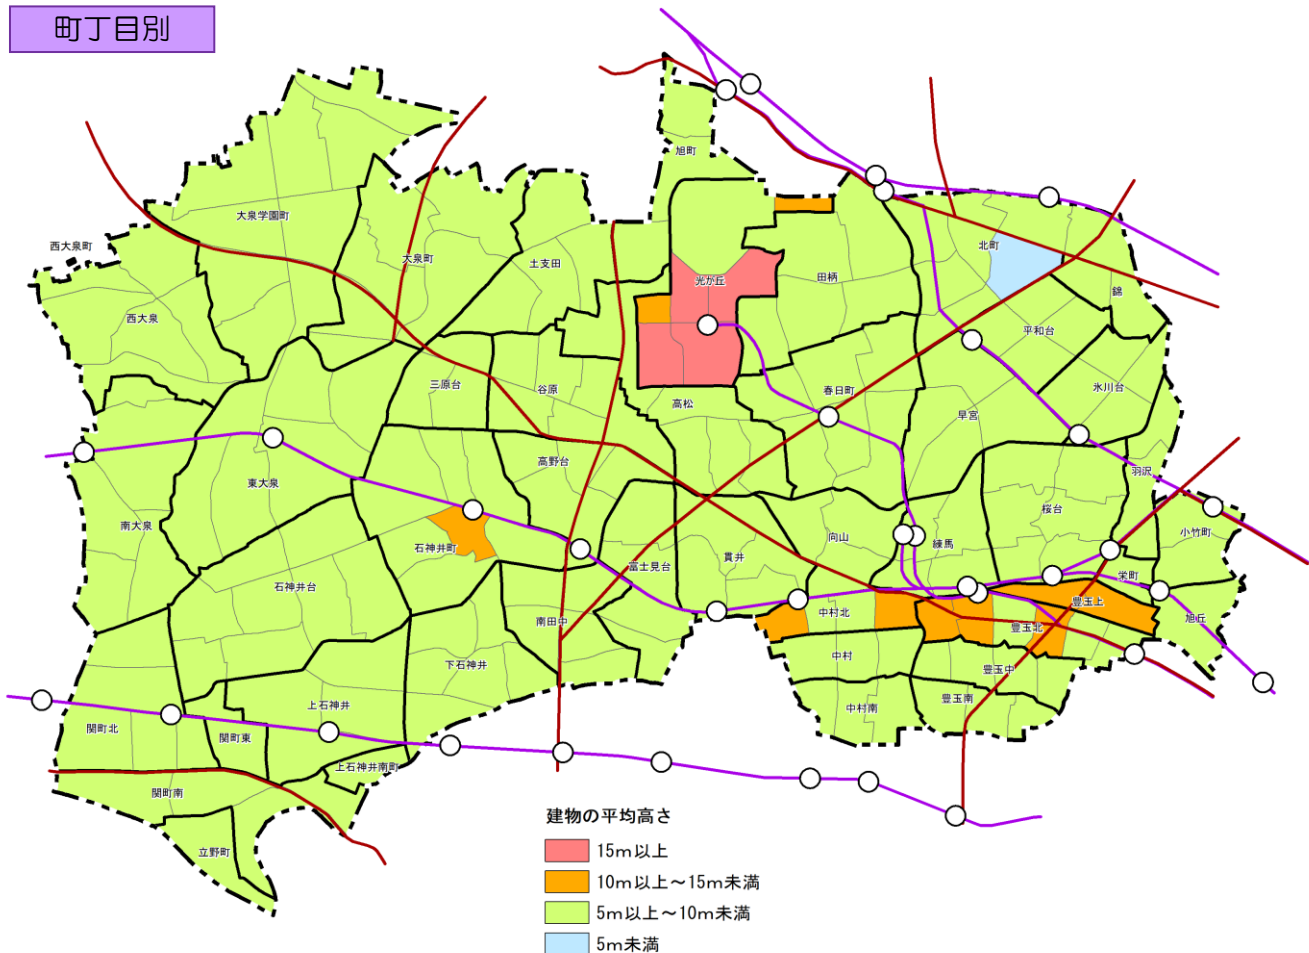 町丁目別
旭町
大泉学園町
西大泉町
大泉町
土支田
北町
光が丘
田柄
錦
西大泉
平和台
三原台
谷原
春日町
氷川台
高松
早宮
高野台
羽沢
東大泉
南大泉
桜台
小竹町
石神井町
向山
練馬
貫井
富士見台
栄町
石神井台
豊玉上
中村北
旭丘
南田中
豊玉北
中村
下石神井
豊玉中
上石神井
豊玉南
中村南
関町北
関町東
上石神井南町
関町南
立野町
建物の平均高さ
15m以上
10m以上~15m未満
5m以上~10m未満
5m未満